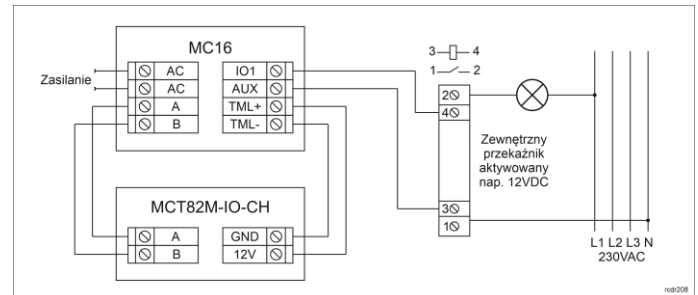 MC16
Zasilanie
AC
AC
A
B
IO1
AUX
TML+
TML-
MCT82M-IO-CH
A
B
GND
12V
3 4
1 2
2
4
3
1
Zewnętrzny
przekaźnik
aktywowany
nap. 12VDC
L1 L2 L3 N
230VAC
rodr208